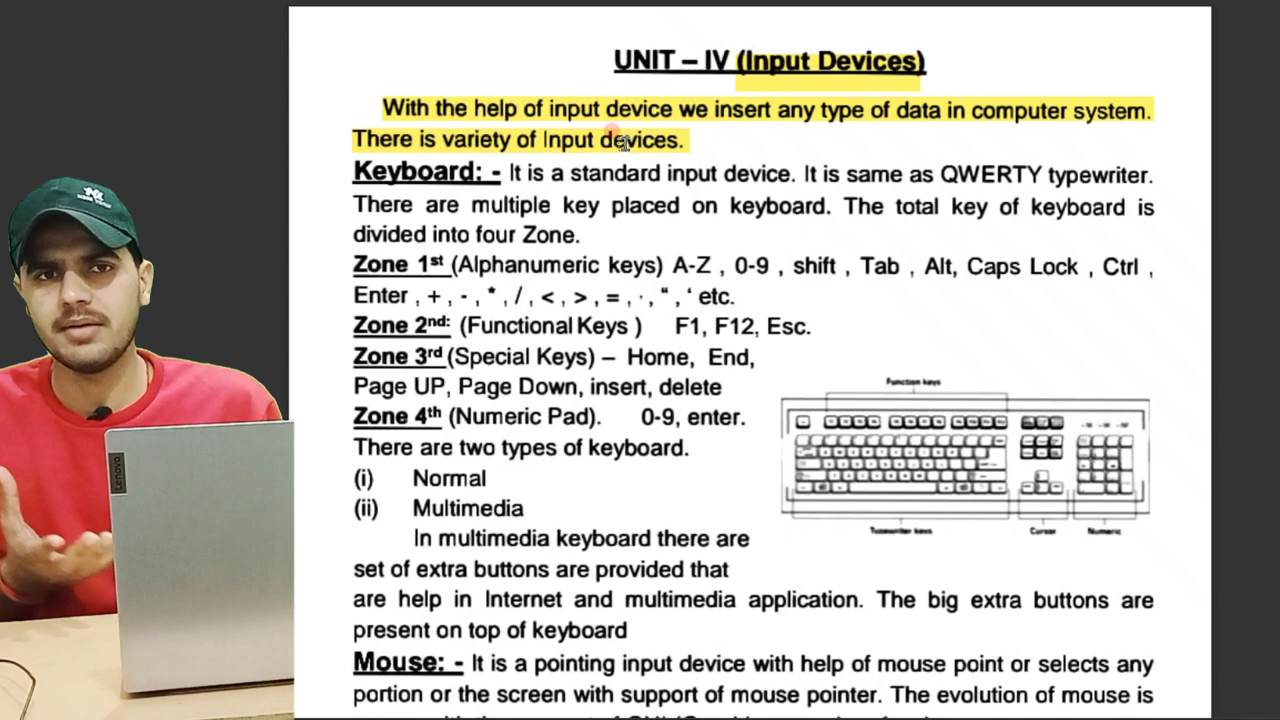 UNIT – IV (Input Devices)
With the help of input device we insert any type of data in computer system.
There is variety of Input devices.
Keyboard: - It is a standard input device. It is same as QWERTY typewriter.
There are multiple key placed on keyboard. The total key of keyboard is
divided into four Zone.
Zone 1st (Alphanumeric keys) A-Z , 0-9 , shift , Tab , Alt, Caps Lock , Ctrl ,
Enter , + , - , * , / , < , > , = , . , “ , ‘ etc.
Zone 2nd: (Functional Keys ) F1, F12, Esc.
Zone 3rd (Special Keys) – Home, End,
Page UP, Page Down, insert, delete
Zone 4th (Numeric Pad). 0-9, enter.
There are two types of keyboard.
(i) Normal
(ii) Multimedia
In multimedia keyboard there are
set of extra buttons are provided that
are help in Internet and multimedia application. The big extra buttons are
present on top of keyboard
Mouse: - It is a pointing input device with help of mouse point or selects any
portion or the screen with support of mouse pointer. The evolution of mouse is
Function keys
Typewriter keys
Cursor
Numeric
Lenovo